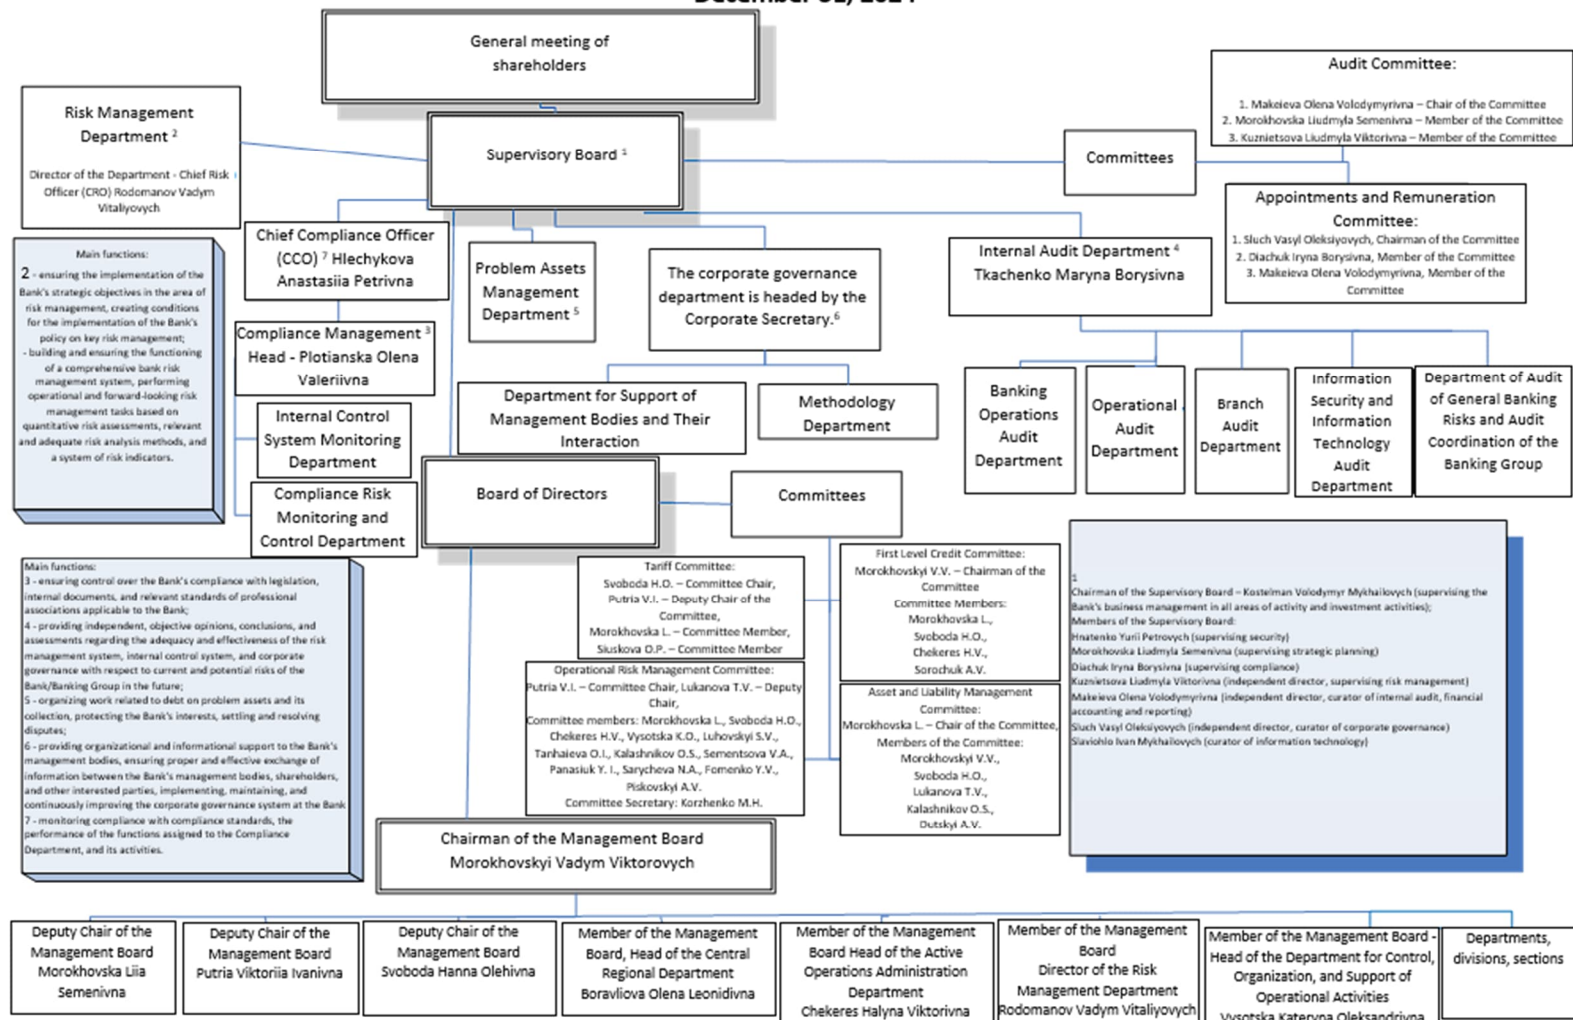 December 31, 2024
General meeting of
shareholders
Audit Committee:
1. Makeieva Olena Volodymyrivna – Chair of the Committee
2. Morokhovska Liudmyla Semenivna – Member of the Committee
3. Kuznietsova Liudmyla Viktorivna – Member of the Committee
Risk Management
Department 2
Director of the Department - Chief Risk
Officer (CRO) Rodomanov Vadym
Vitaliyovych
Supervisory Board 1
Committees
Appointments and Remuneration
Committee:
1. Sluch Vasyl Oleksiyovych, Chairman of the Committee
2. Diachuk Iryna Borysivna, Member of the Committee
3. Makeieva Olena Volodymyrivna, Member of the
Committee
Chief Compliance Officer
(CCO) 7 Hlechykova
Anastasiia Petrivna
Problem Assets
Management
Department 5
The corporate governance
department is headed by the
Corporate Secretary.6
Internal Audit Department 4
Tkachenko Maryna Borysivna
Main functions:
2 - ensuring the implementation of the
Bank's strategic objectives in the area of
risk management, creating conditions
for the implementation of the Bank's
policy on key risk management;
- building and ensuring the functioning
of a comprehensive bank risk
management system, performing
operational and forward-looking risk
management tasks based on
quantitative risk assessments, relevant
and adequate risk analysis methods, and
a system of risk indicators.
Compliance Management 3
Head - Plotianska Olena
Valeriivna
Internal Control
System Monitoring
Department
Compliance Risk
Monitoring and
Control Department
Department for Support of
Management Bodies and Their
Interaction
Methodology
Department
Banking
Operations
Audit
Department
Operational
Audit
Department
Branch
Audit
Department
Information
Security and
Information
Technology
Audit
Department
Department of Audit
of General Banking
Risks and Audit
Coordination of the
Banking Group
Board of Directors
Committees
Tariff Committee:
Svoboda H.O. – Committee Chair,
Putria V.I. – Deputy Chair of the
Committee,
Morokhovska L. – Committee Member,
Siuskova O.P. – Committee Member
First Level Credit Committee:
Morokhovskyi V.V. – Chairman of the
Committee
Committee Members:
Morokhovska L.,
Svoboda H.O.,
Chekeres H.V.,
Sorochuk A.V.
Operational Risk Management Committee:
Putria V.I. – Committee Chair, Lukanova T.V. – Deputy
Chair,
Committee members: Morokhovska L., Svoboda H.O.,
Chekeres H.V., Vysotska K.O., Luhovskyi S.V.,
Tanhaieva O.I., Kalashnikov O.S., Sementsova V.A.,
Panasiuk Y. I., Sarycheva N.A., Fomenko Y.V.,
Piskovskyi A.V.
Committee Secretary: Korzhenko M.H.
Asset and Liability Management
Committee:
Morokhovska L. – Chair of the Committee,
Members of the Committee:
Morokhovskyi V.V.,
Svoboda H.O.,
Lukanova T.V.,
Kalashnikov O.S.,
Dutskyi A.V.
1
Chairman of the Supervisory Board – Kostelman Volodymyr Mykhailovych (supervising the
Bank's business management in all areas of activity and investment activities);
Members of the Supervisory Board:
Hnatenko Yurii Petrovych (supervising security)
Morokhovska Liudmyla Semenivna (supervising strategic planning)
Diachuk Iryna Borysivna (supervising compliance)
Kuznietsova Liudmyla Viktorivna (independent director, supervising risk management)
Makeieva Olena Volodymyrivna (independent director, curator of internal audit, financial
accounting and reporting)
Sluch Vasyl Oleksiyovych (independent director, curator of corporate governance)
Slaviohlo Ivan Mykhailovych (curator of information technology)
Main functions:
3 - ensuring control over the Bank's compliance with legislation,
internal documents, and relevant standards of professional
associations applicable to the Bank;
4 - providing independent, objective opinions, conclusions, and
assessments regarding the adequacy and effectiveness of the risk
management system, internal control system, and corporate
governance with respect to current and potential risks of the
Bank/Banking Group in the future;
5 - organizing work related to debt on problem assets and its
collection, protecting the Bank's interests, settling and resolving
disputes;
6 - providing organizational and informational support to the Bank's
management bodies, ensuring proper and effective exchange of
information between the Bank's management bodies, shareholders,
and other interested parties, implementing, maintaining, and
continuously improving the corporate governance system at the Bank
7 - monitoring compliance with compliance standards, the
performance of the functions assigned to the Compliance
Department, and its activities.
Chairman of the Management Board
Morokhovskyi Vadym Viktorovych
Deputy Chair of the
Management Board
Morokhovska Liia
Semenivna
Deputy Chair of the
Management Board
Putria Viktoriia Ivanivna
Deputy Chair of the
Management Board
Svoboda Hanna Olehivna
Member of the Management
Board, Head of the Central
Regional Department
Boravliova Olena Leonidivna
Member of the Management
Board Head of the Active
Operations Administration
Department
Chekeres Halyna Viktorivna
Member of the Management
Board
Director of the Risk
Management Department
Rodomanov Vadym Vitaliyovych
Member of the Management Board -
Head of the Department for Control,
Organization, and Support of
Operational Activities
Vysotska Kateryna Oleksandrivna
Departments,
divisions, sections